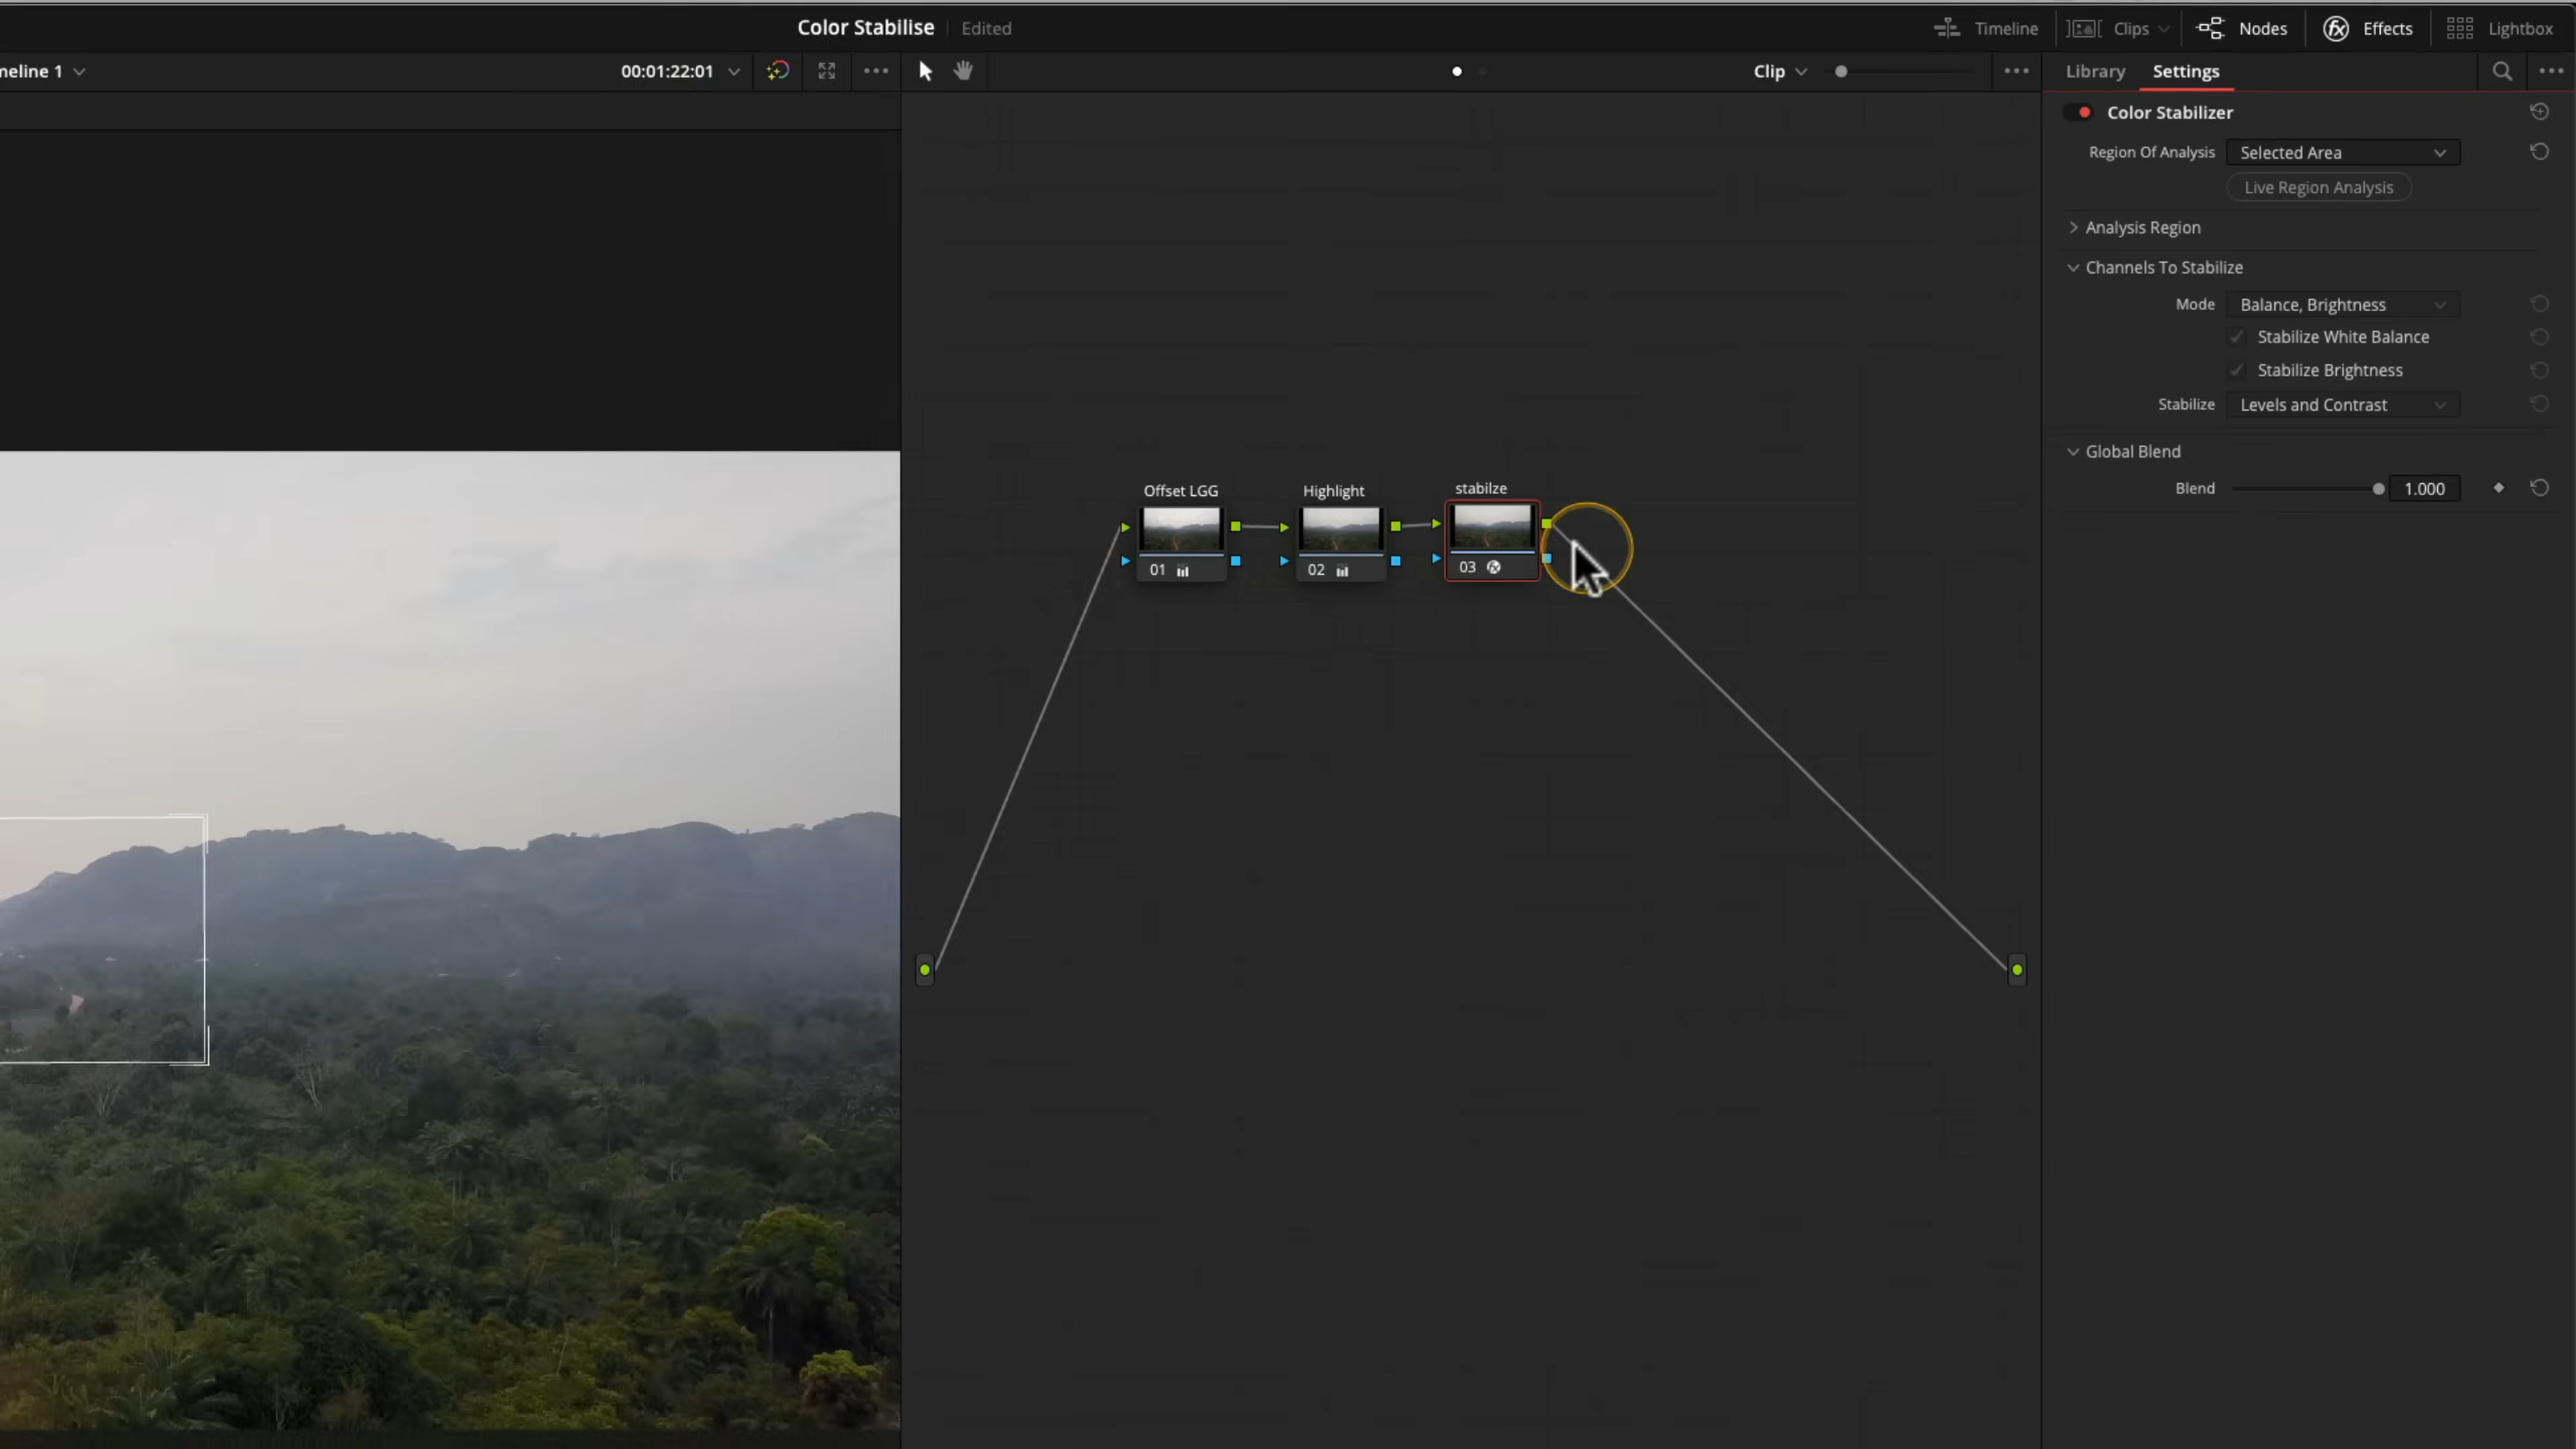 Color Stabilise Edited
Timeline Clips Nodes Effects Lightbox
meline 1 00:01:22:01 Clip
Library Settings
Color Stabilizer
Region Of Analysis Selected Area
Live Region Analysis
Analysis Region
Channels To Stabilize
Mode Balance, Brightness
Stabilize White Balance
Stabilize Brightness
Stabilize Levels and Contrast
Global Blend
Blend 1.000
Offset LGG Highlight stabilze
01 02 03